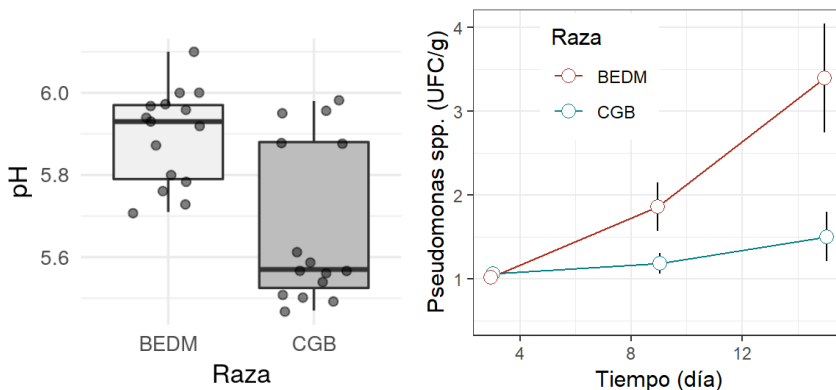 pH
6.0
5.8
5.6
BEDM
CGB
Raza
Pseudomonas spp. (UFC/g)
4
3
2
1
Raza
BEDM
CGB
4
8
12
Tiempo (día)